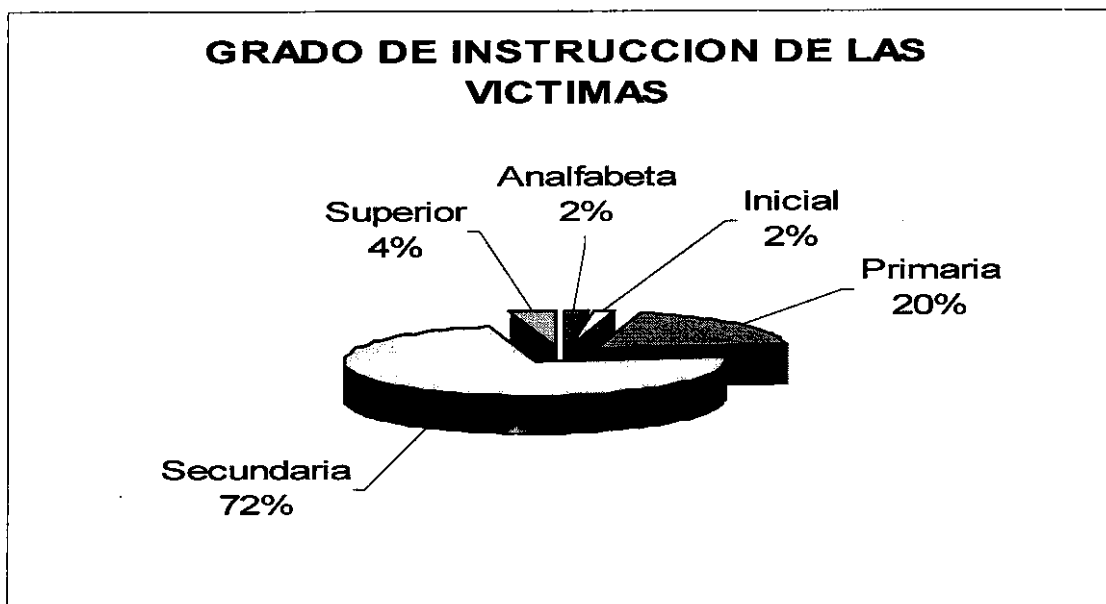 GRADO DE INSTRUCCION DE LAS
VICTIMAS
Analfabeta
2%
Inicial
2%
Superior
4%
Primaria
20%
Secundaria
72%